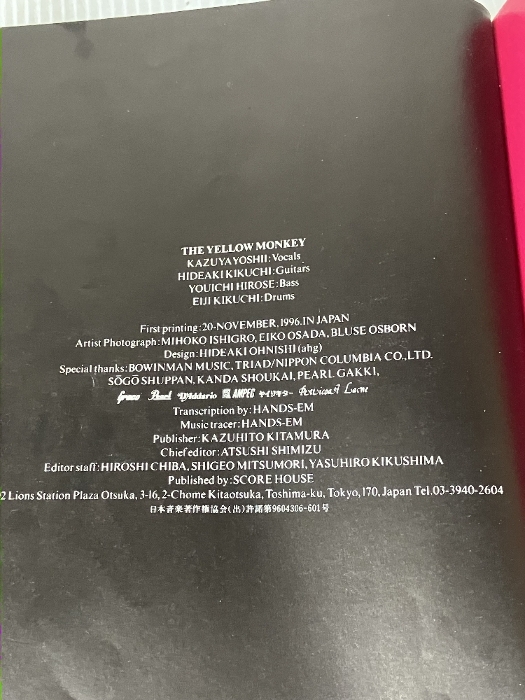 THE YELLOW MONKEY
KAZUYA YOSHII:Vocals
HIDEAKI KIKUCHI:Guitars
YOUICHI HIROSE:Bass
EIJI KIKUCHI:Drums
First printing:20-NOVEMBER,1996.IN JAPAN
Artist Photograph:MIHOKO ISHIGRO, EIKO OSADA, BLUSE OSBORN
Design:HIDEAKI OHNISHI(ahg)
Special thanks:BOWINMAN MUSIC, TRIAD/NIPPON COLUMBIA CO.,LTD.
SŌGŌ SHUPPAN, KANDA SHOUKAI, PEARL GAKKI,
Greco Pearl D'Addario AMPEG
Transcription by:HANDS-EM
Music tracer:HANDS-EM
Publisher:KAZUHITO KITAMURA
Chief editor:ATSUSHI SHIMIZU
Editor staff:HIROSHI CHIBA, SHIGEO MITSUMORI, YASUHIRO KIKUSHIMA
Published by:SCORE HOUSE
2 Lions Station Plaza Otsuka, 3-16, 2-Chome Kitaotsuka, Toshima-ku, Tokyo, 170, Japan Tel.03-3940-2604
日本音楽著作権協会(出)許諾第9604306-601号